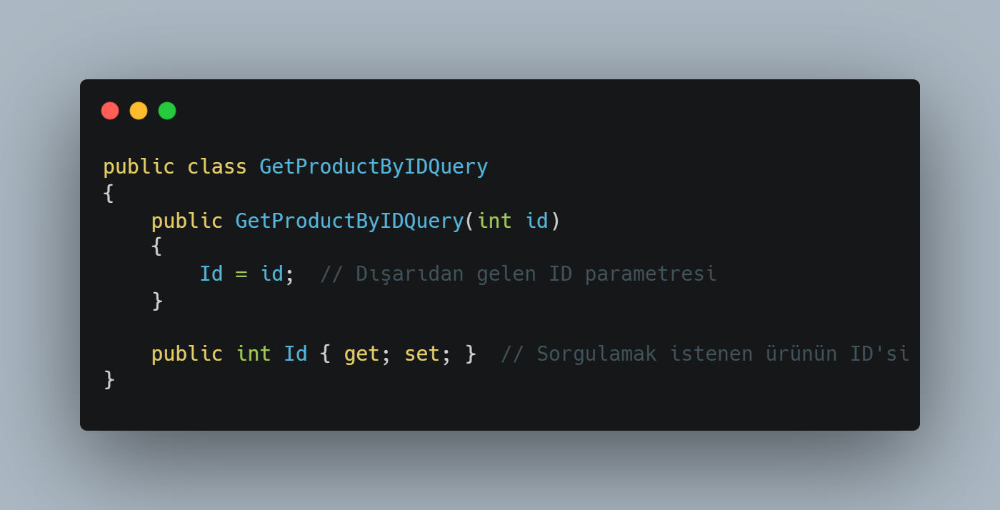 public class GetProductByIDQuery
{
    public GetProductByIDQuery(int id)
    {
        Id = id;  // Dışarıdan gelen ID parametresi
    }

    public int Id { get; set; }  // Sorgulamak istenen ürünün ID'si
}